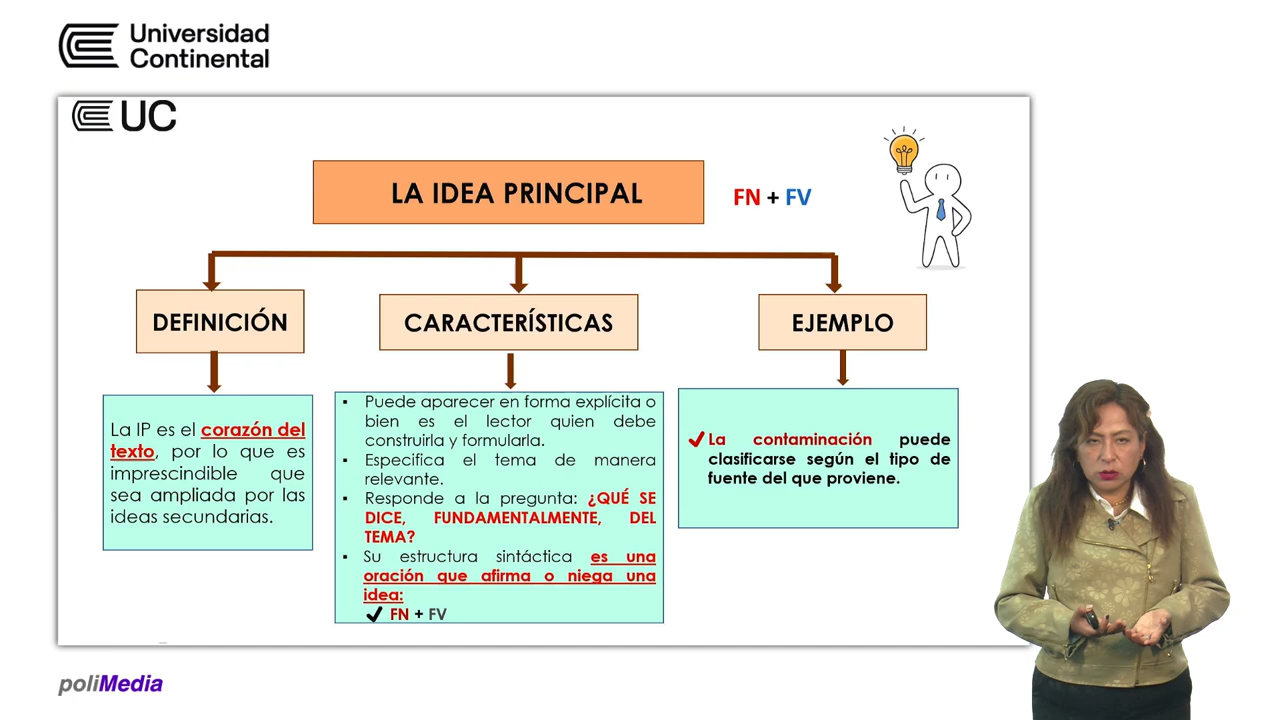 Universidad
Continental
UC
LA IDEA PRINCIPAL
FN + FV
DEFINICIÓN
CARACTERÍSTICAS
EJEMPLO
La IP es el corazón del
texto, por lo que es
imprescindible que
sea ampliada por las
ideas secundarias.
▪ Puede aparecer en forma explícita o
bien es el lector quien debe
construirla y formularla.
▪ Especifica el tema de manera
relevante.
▪ Responde a la pregunta: ¿QUÉ SE
DICE, FUNDAMENTALMENTE, DEL
TEMA?
▪ Su estructura sintáctica es una
oración que afirma o niega una
idea:
✔ FN + FV
✔ La contaminación puede
clasificarse según el tipo de
fuente del que proviene.
poliMedia